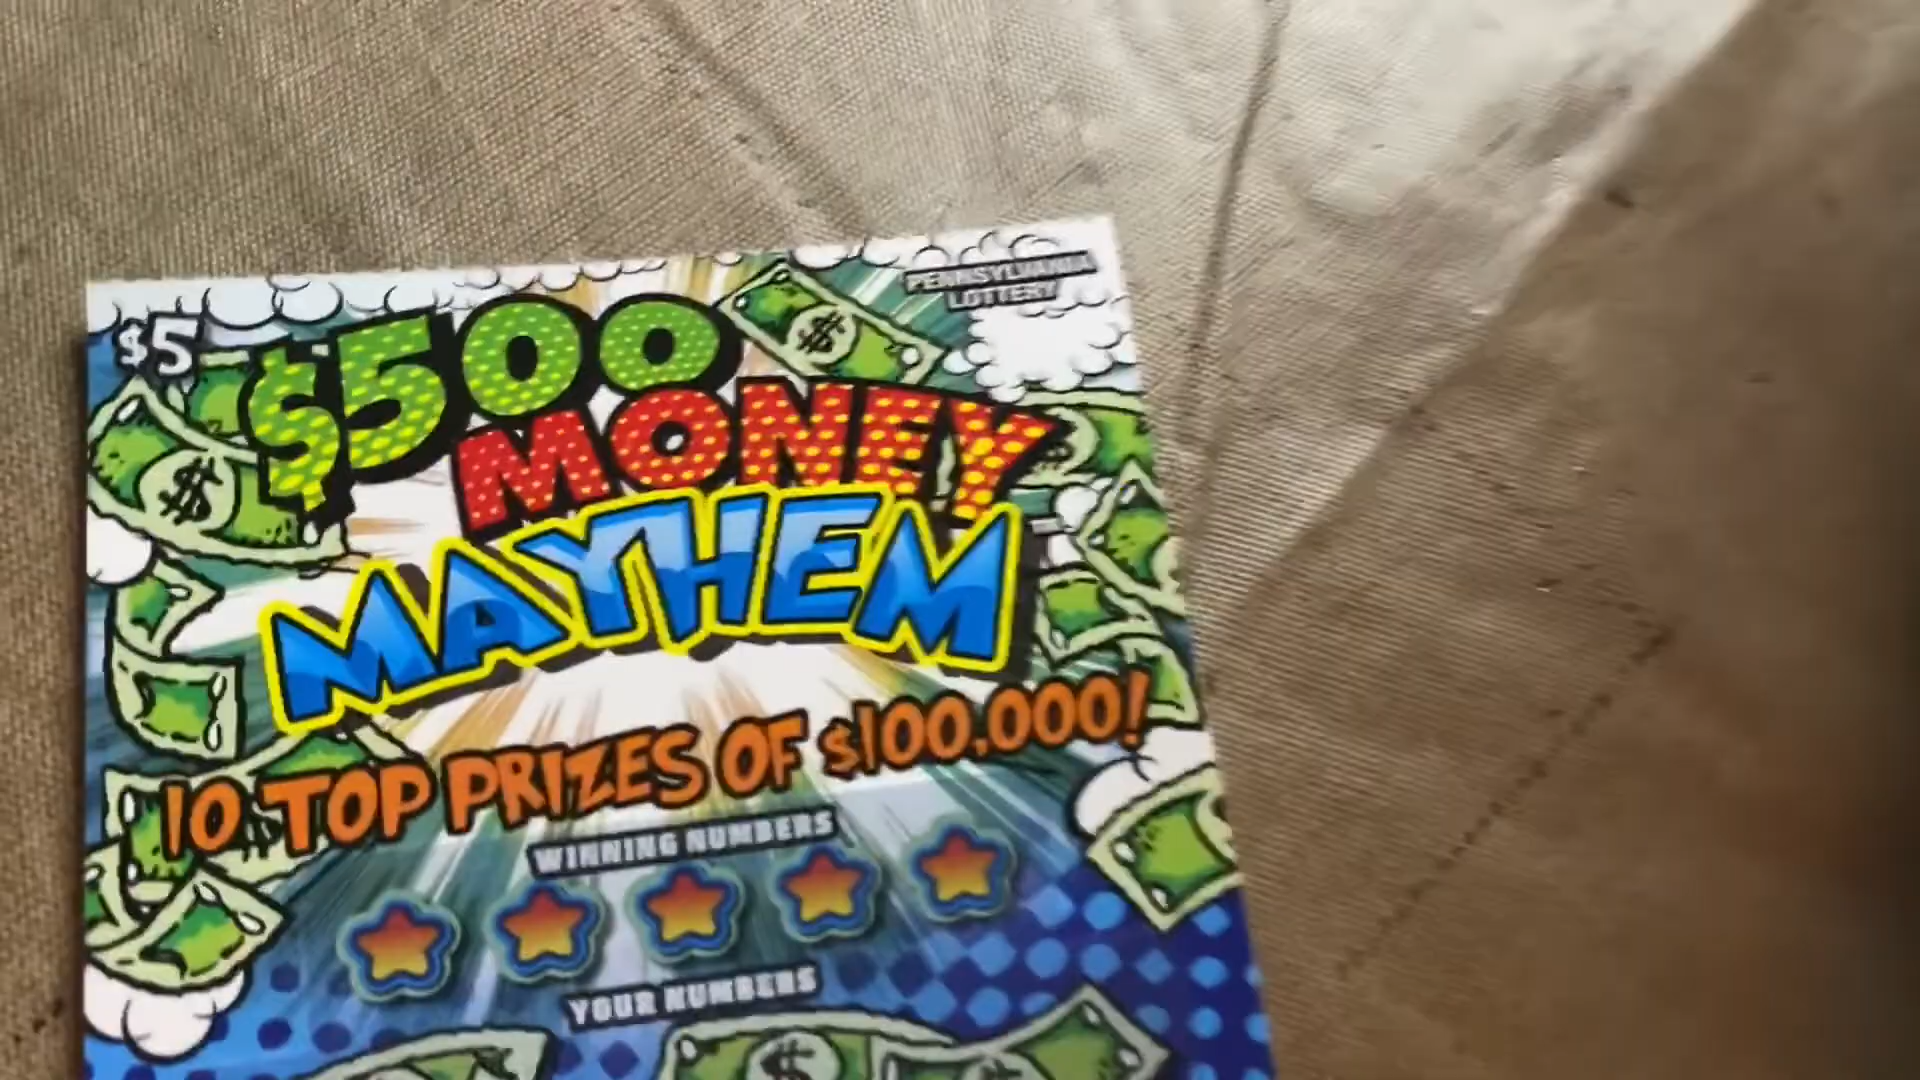 PENNSYLVANIA
LOTTERY
$5
$500
MONEY
MAYHEM
10 TOP PRIZES OF $100,000!
WINNING NUMBERS
YOUR NUMBERS